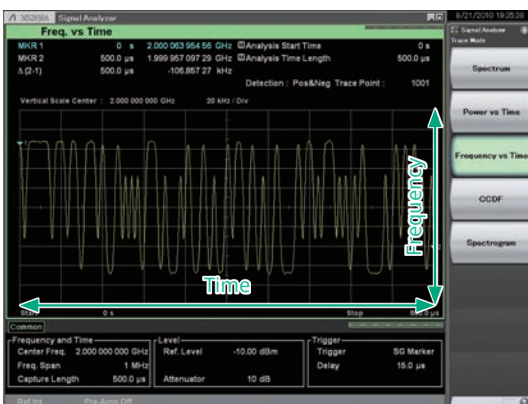 MS2690A Signal Analyzer
9/21/2010 19:35:28
Freq. vs Time
MKR 1 0 s 2.000 063 954 56 GHz Analysis Start Time 0 s
MKR 2 500.0 µs 1.999 957 097 29 GHz Analysis Time Length 500.0 µs
Δ(2-1) 500.0 µs -106.857 27 kHz
Detection : Pos&Neg Trace Point : 1001
Vertical Scale Center : 2.000 000 000 GHz 20 kHz / Div
Frequency
Time
Start 0 s Stop 500.0 µs
Common
Frequency and Time
Center Freq. 2.000 000 000 GHz
Freq. Span 1 MHz
Capture Length 500.0 µs
Level
Ref. Level -10.00 dBm
Attenuator 10 dB
Trigger
Trigger SG Marker
Delay 15.0 µs
Ref.Int Pre-Amp Off
Signal Analyzer
Trace Mode
Spectrum
Power vs Time
Frequency vs Time
CCDF
Spectrogram